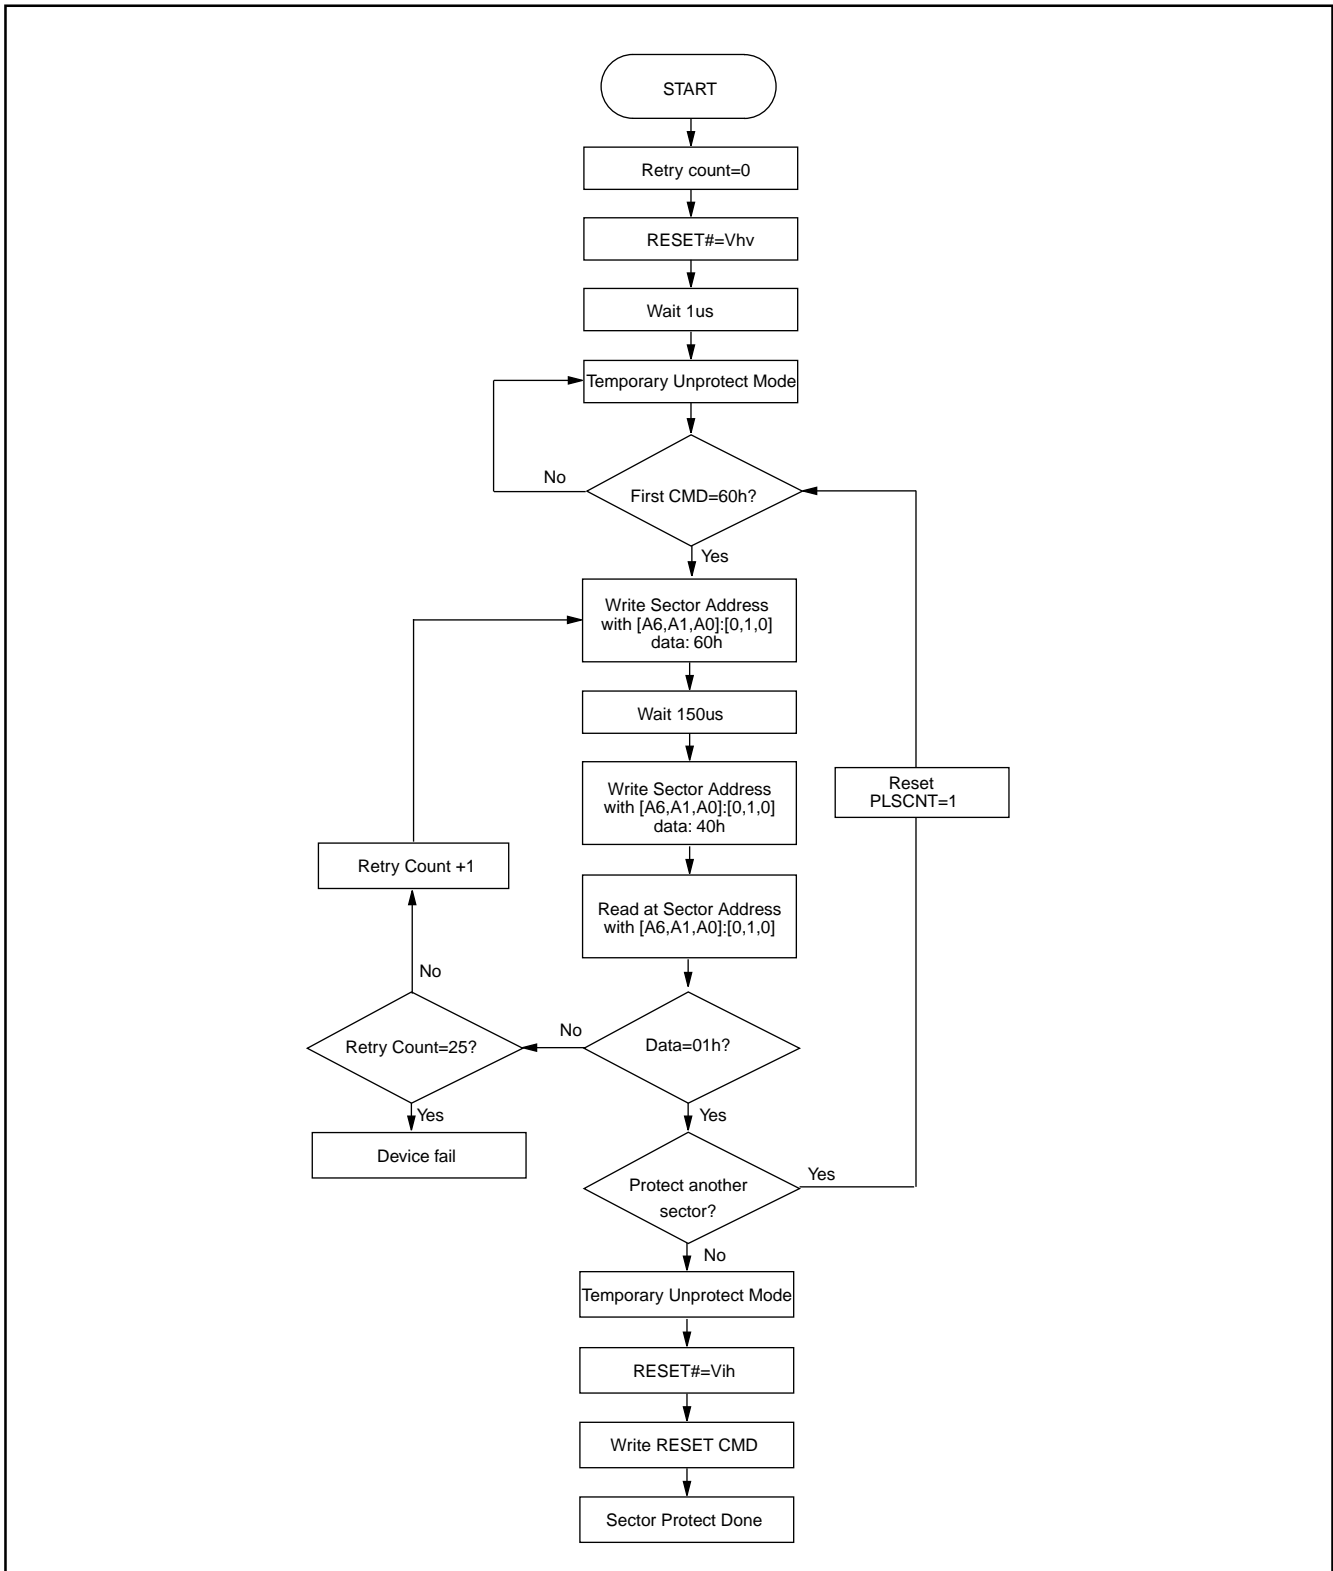 START
Retry count=0
RESET#=Vhv
Wait 1us
Temporary Unprotect Mode
No
First CMD=60h?
Yes
Write Sector Address
with [A6,A1,A0]:[0,1,0]
data: 60h
Wait 150us
Reset
PLSCNT=1
Write Sector Address
with [A6,A1,A0]:[0,1,0]
data: 40h
Retry Count +1
Read at Sector Address
with [A6,A1,A0]:[0,1,0]
No
No
Retry Count=25?
Data=01h?
Yes
Yes
Device fail
Yes
Protect another
sector?
No
Temporary Unprotect Mode
RESET#=Vih
Write RESET CMD
Sector Protect Done